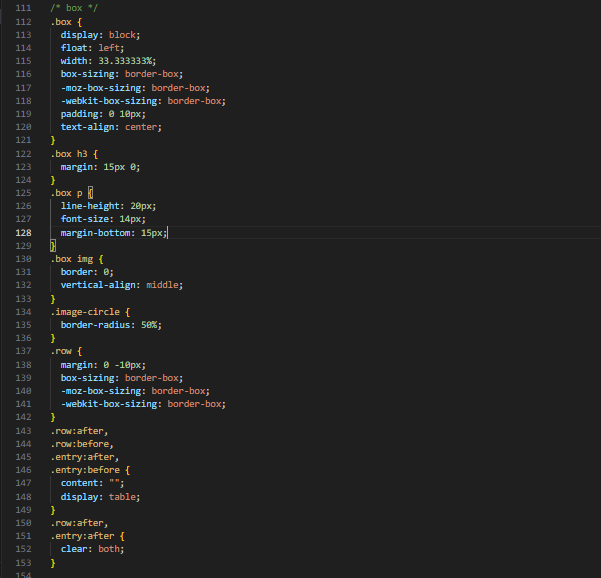 111 /* box */
112 .box {
113 display: block;
114 float: left;
115 width: 33.333333%;
116 box-sizing: border-box;
117 -moz-box-sizing: border-box;
118 -webkit-box-sizing: border-box;
119 padding: 0 10px;
120 text-align: center;
121 }
122 .box h3 {
123 margin: 15px 0;
124 }
125 .box p {
126 line-height: 20px;
127 font-size: 14px;
128 margin-bottom: 15px;
129 }
130 .box img {
131 border: 0;
132 vertical-align: middle;
133 }
134 .image-circle {
135 border-radius: 50%;
136 }
137 .row {
138 margin: 0 -10px;
139 box-sizing: border-box;
140 -moz-box-sizing: border-box;
141 -webkit-box-sizing: border-box;
142 }
143 .row:after,
144 .row:before,
145 .entry:after,
146 .entry:before {
147 content: "";
148 display: table;
149 }
150 .row:after,
151 .entry:after {
152 clear: both;
153 }
154